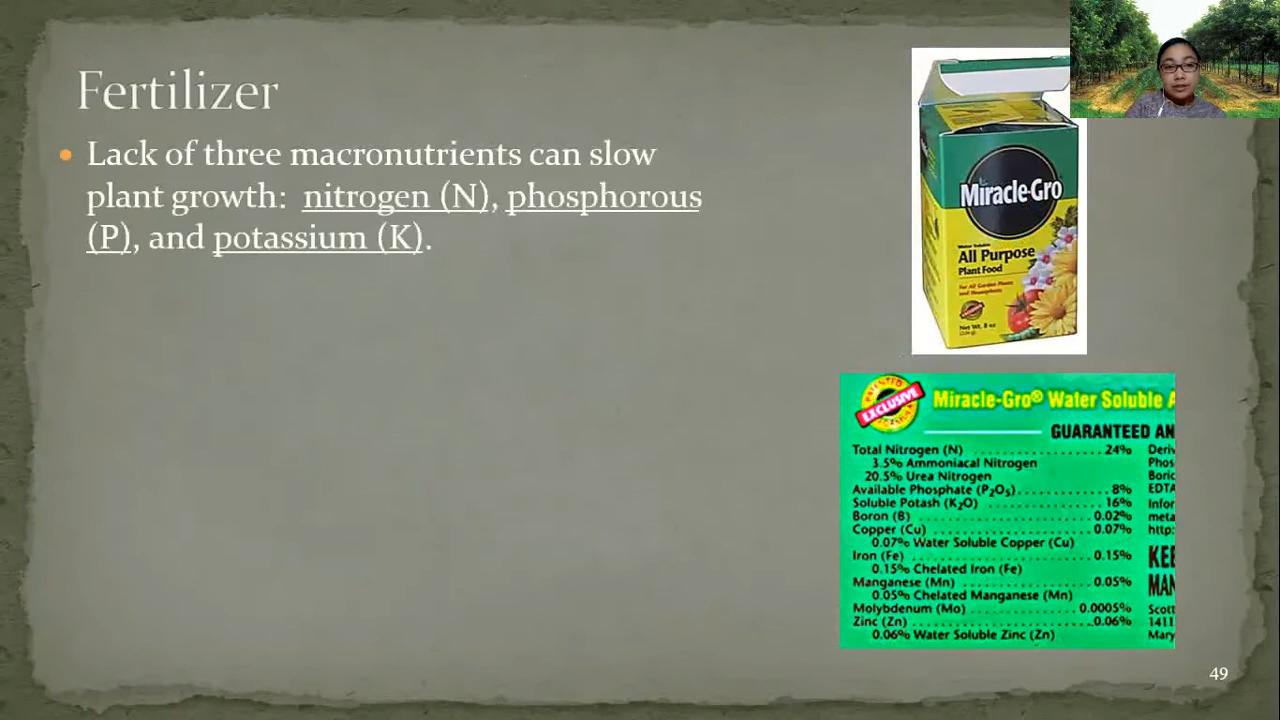 Fertilizer
Lack of three macronutrients can slow
plant growth: nitrogen (N), phosphorous
(P), and potassium (K).
Miracle-Gro
Water Soluble
All Purpose
Plant Food
For All Garden Plants
and Houseplants
Net Wt. 8 oz
PATENTED
EXCLUSIVE
Miracle-Gro® Water Soluble A
GUARANTEED AN
Total Nitrogen (N) 24%
3.5% Ammoniacal Nitrogen
20.5% Urea Nitrogen
Available Phosphate (P₂O₅) 8%
Soluble Potash (K₂O) 16%
Boron (B) 0.02%
Copper (Cu) 0.07%
0.07% Water Soluble Copper (Cu)
Iron (Fe) 0.15%
0.15% Chelated Iron (Fe)
Manganese (Mn) 0.05%
0.05% Chelated Manganese (Mn)
Molybdenum (Mo) 0.0005%
Zinc (Zn) 0.06%
0.06% Water Soluble Zinc (Zn)
Deriv
Phos
Boric
EDTA
Infor
meta
http:
KEE
MAN
Scott
1411
Mary
49